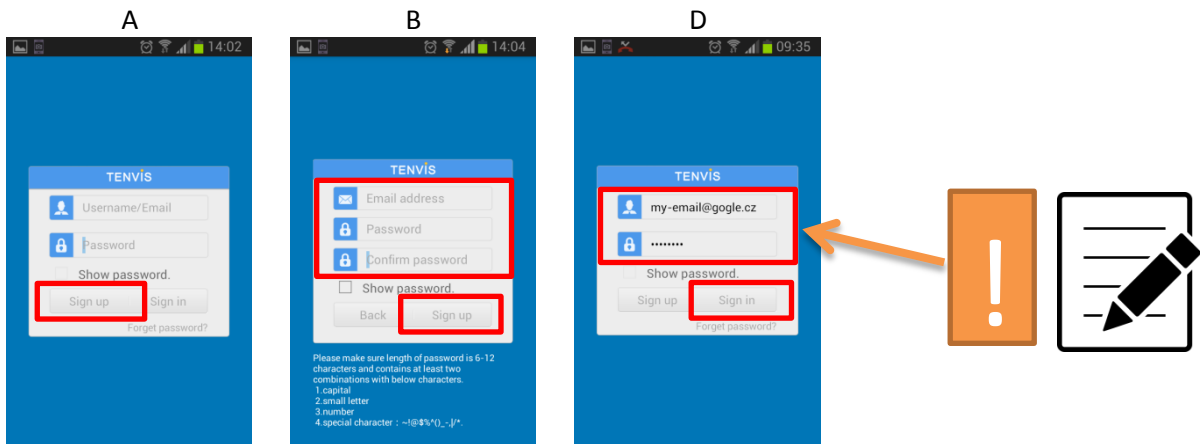 A
14:02
TENVIS
Username/Email
Password
Show password.
Sign up
Sign in
Forget password?
B
14:04
TENVIS
Email address
Password
Confirm password
Show password.
Back
Sign up
Please make sure length of password is 6-12
characters and contains at least two
combinations with below characters.
1.capital
2.small letter
3.number
4.special character : ~!@$%^()_-,|/*.
D
09:35
TENVIS
my-email@gogle.cz
••••••••
Show password.
Sign up
Sign in
Forget password?
!